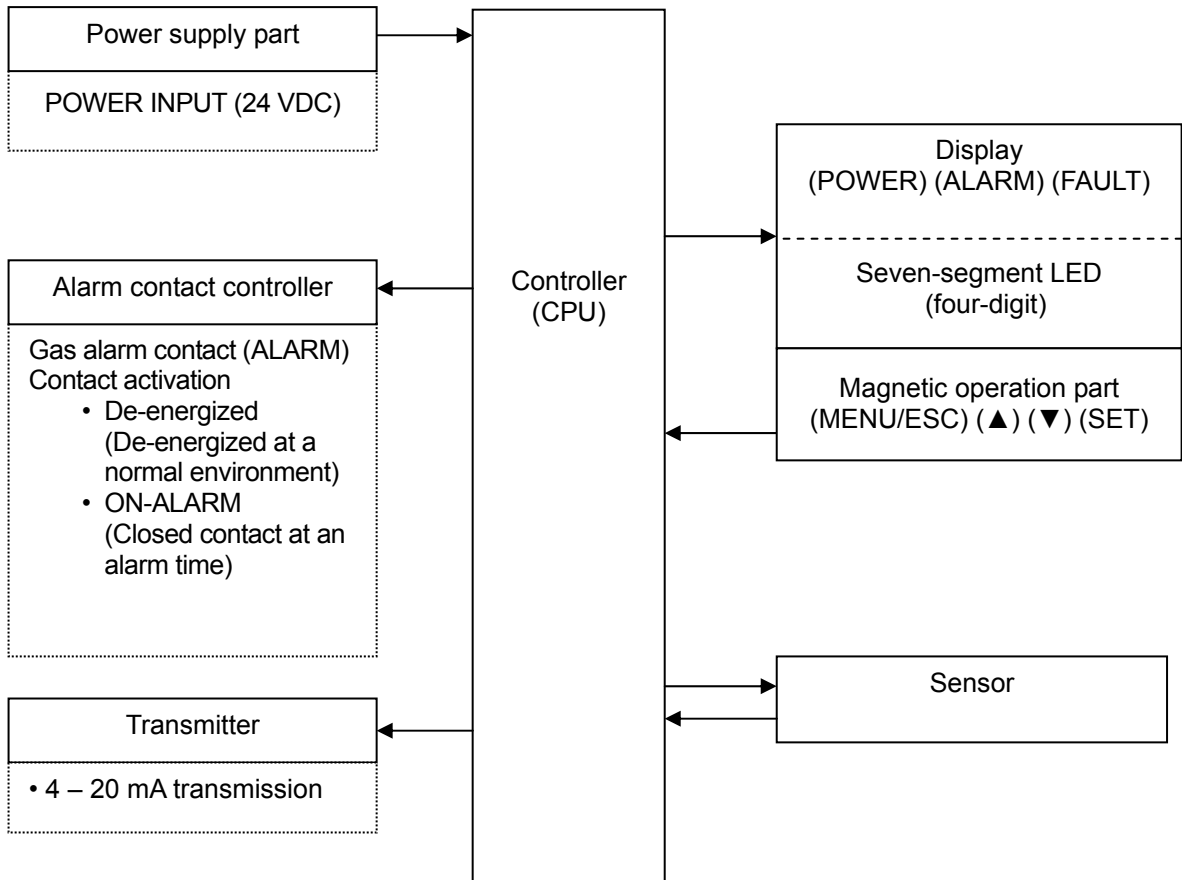 Power supply part
POWER INPUT (24 VDC)
Alarm contact controller
Gas alarm contact (ALARM)
Contact activation
• De-energized
(De-energized at a
normal environment)
• ON-ALARM
(Closed contact at an
alarm time)
Transmitter
• 4 – 20 mA transmission
Controller
(CPU)
Display
(POWER) (ALARM) (FAULT)
Seven-segment LED
(four-digit)
Magnetic operation part
(MENU/ESC) (▲) (▼) (SET)
Sensor